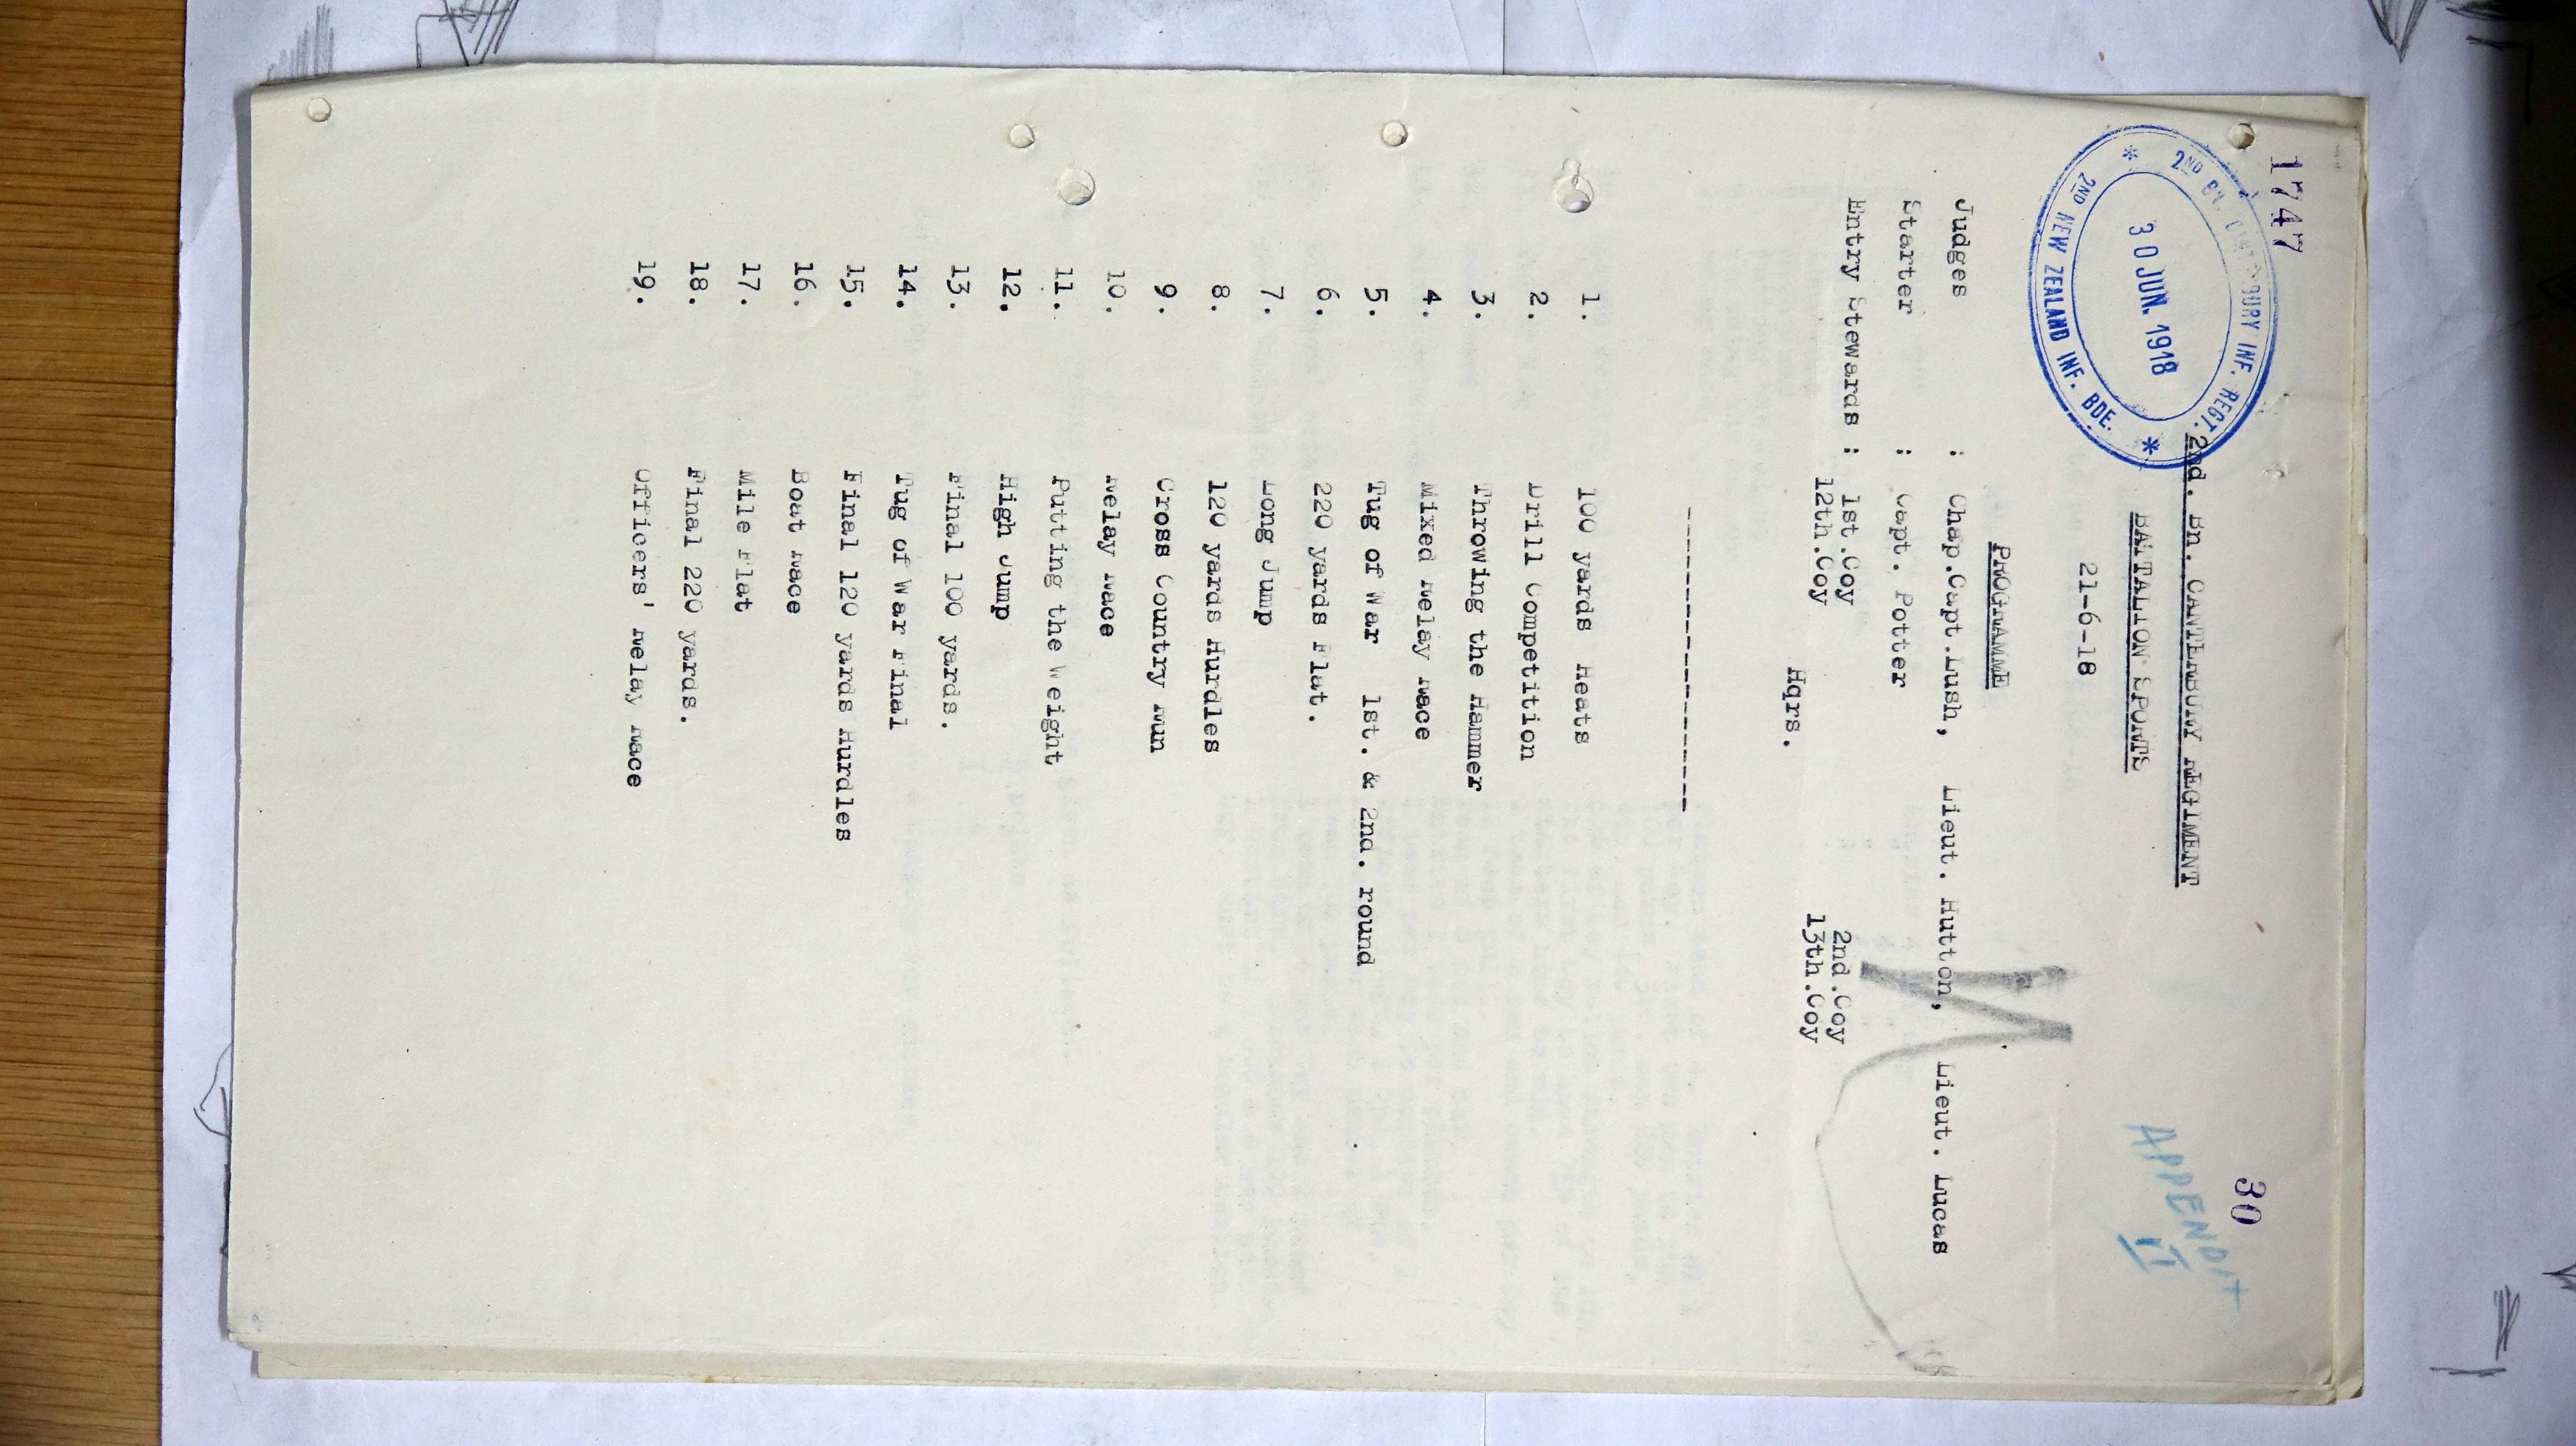 1747
30
APPENDIX
VI
2ND BN. CANTERBURY INF. REGT.
30 JUN. 1918
2ND NEW ZEALAND INF. BDE.
2nd. Bn. CANTERBURY REGIMENT
BATTALION SPORTS
21-6-18
PROGRAMME
Judges : Chap.Capt.Lush, Lieut. Hutton, Lieut. Lucas
Starter : Capt. Potter
Entry Stewards : 1st.Coy 2nd.Coy
12th.Coy 13th.Coy
Hqrs.
--------------------
1. 100 yards Heats
2. Drill Competition
3. Throwing the Hammer
4. Mixed Relay Race
5. Tug of War 1st. & 2nd. round
6. 220 yards Flat.
7. Long Jump
8. 120 yards Hurdles
9. Cross Country Run
10. Relay Race
11. Putting the Weight
12. High Jump
13. Final 100 yards.
14. Tug of War Final
15. Final 120 yards Hurdles
16. Boat Race
17. Mile Flat
18. Final 220 yards.
19. Officers' Relay Race